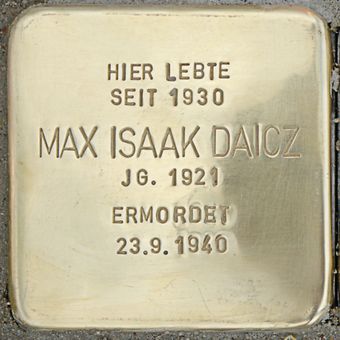 HIER LEBTE
SEIT 1930
MAX ISAAK DAICZ
JG. 1921
ERMORDET
23.9.1940